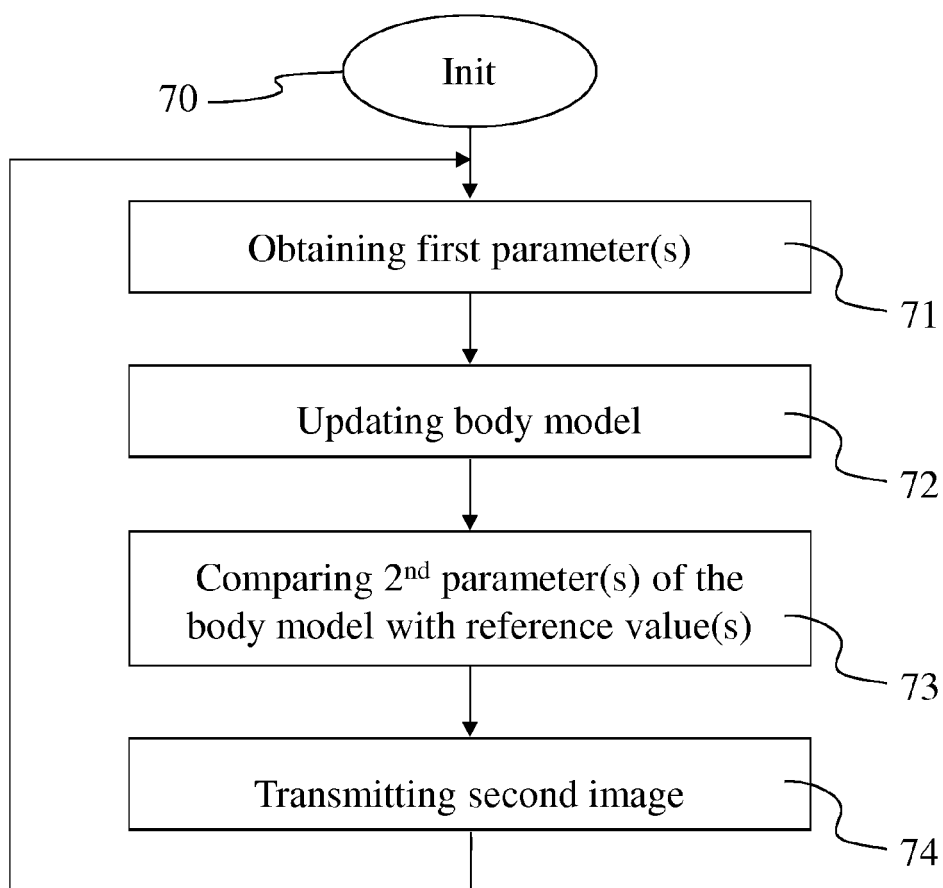 Init
70
Obtaining first parameter(s)
71
Updating body model
72
Comparing 2nd parameter(s) of the
body model with reference value(s)
73
Transmitting second image
74